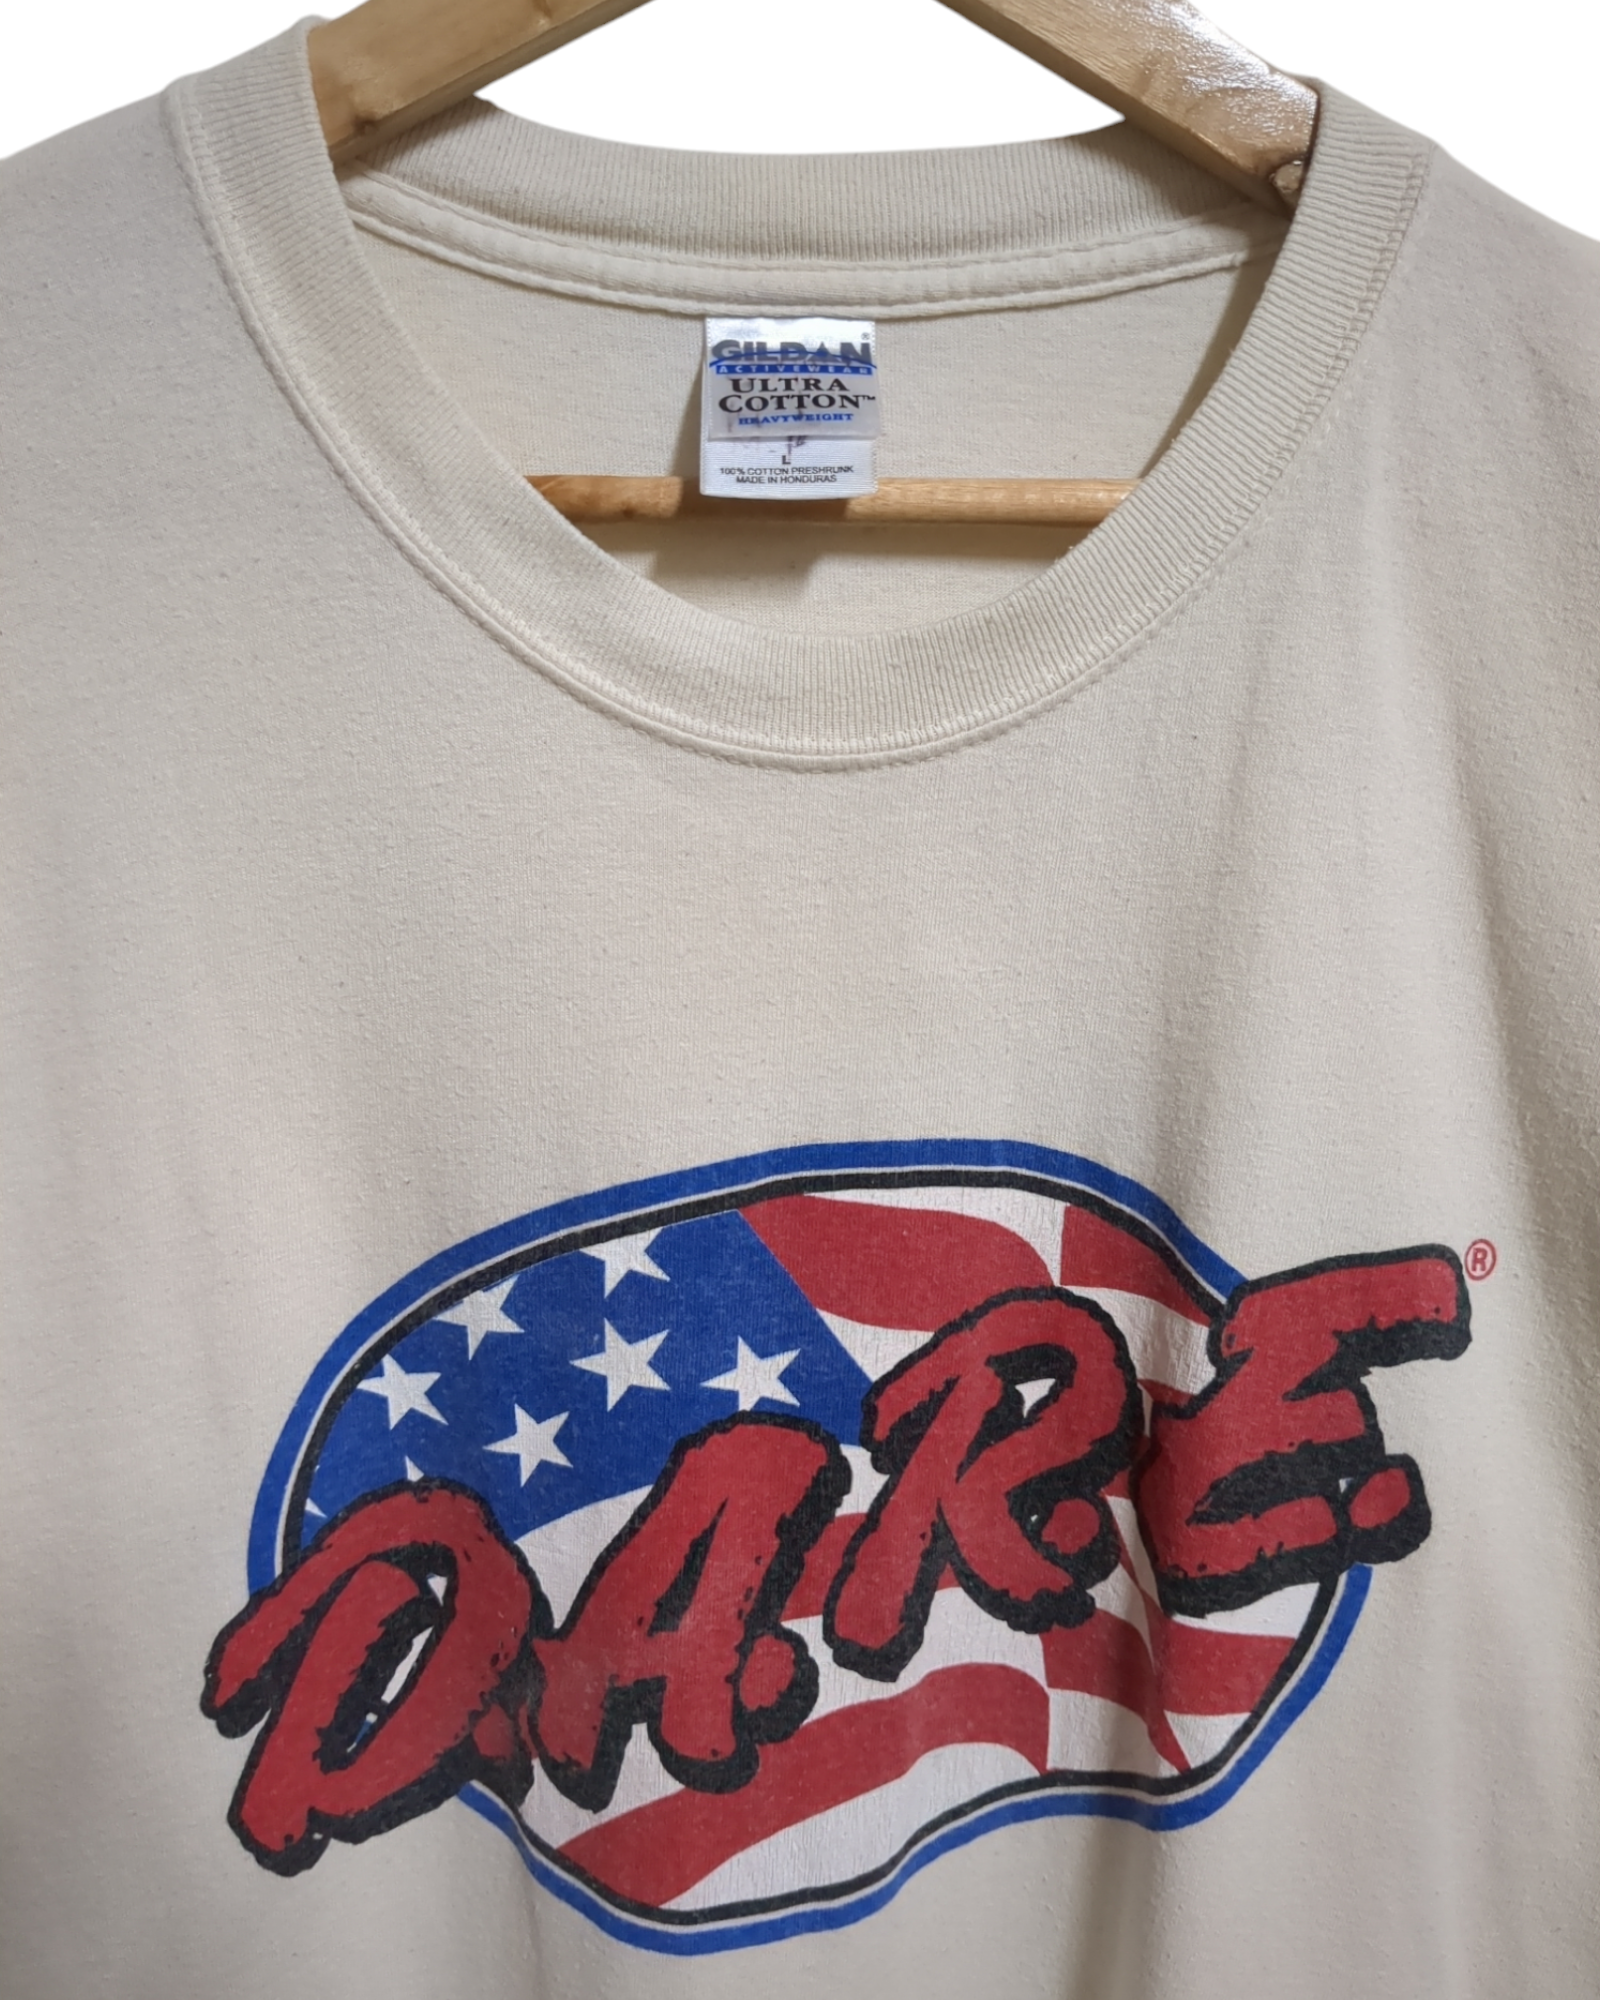 GILDAN®
ACTIVEWEAR
ULTRA
COTTON™
HEAVYWEIGHT
L
100% COTTON PRESHRUNK
MADE IN HONDURAS
D.A.R.E.®